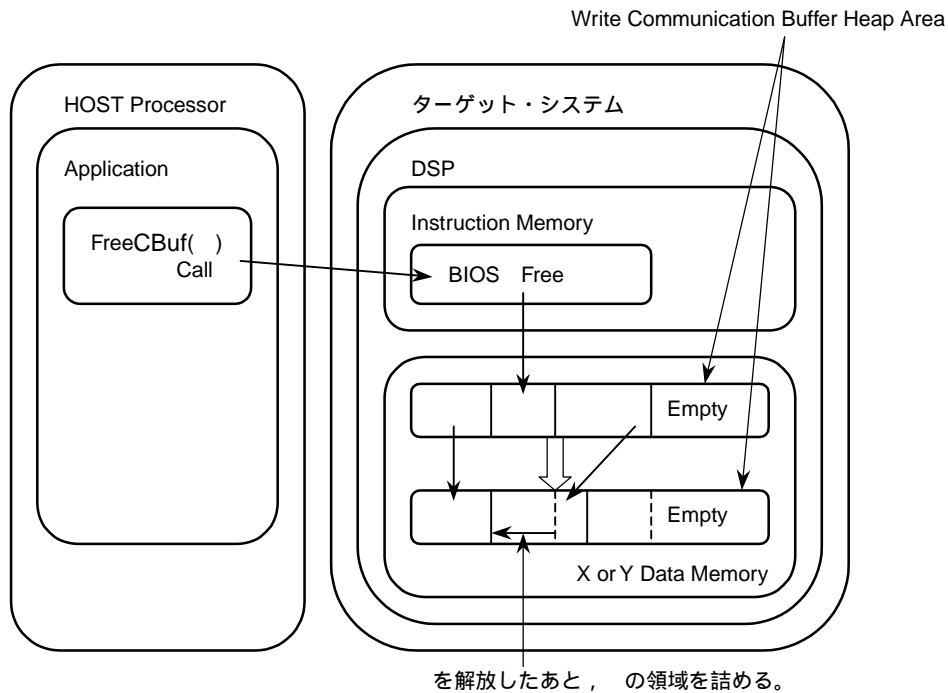 Write Communication Buffer Heap Area
HOST Processor
Application
FreeCBuf( )
Call
ターゲット・システム
DSP
Instruction Memory
BIOS Free
Empty
Empty
X or Y Data Memory
を解放したあと， の領域を詰める。